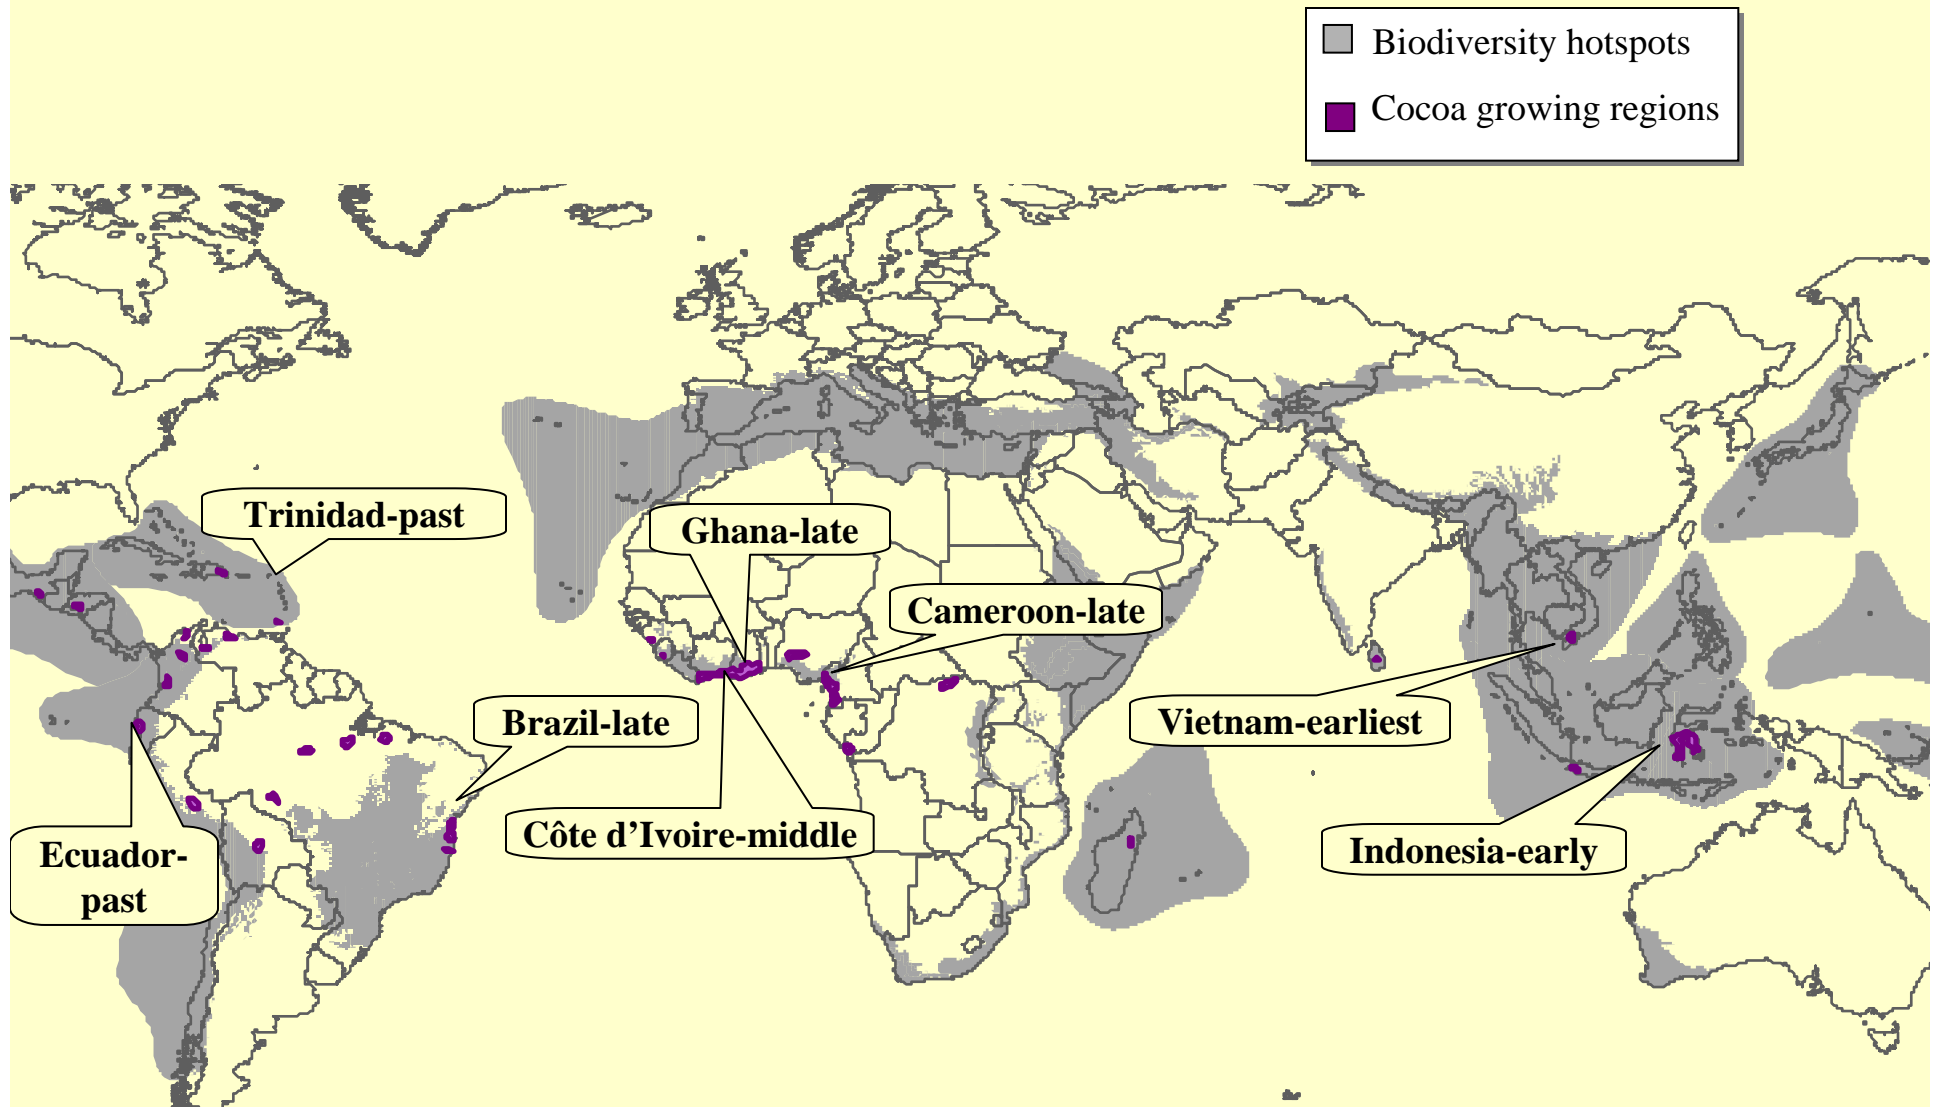 Biodiversity hotspots
Cocoa growing regions
Trinidad-past
Ghana-late
Cameroon-late
Brazil-late
Vietnam-earliest
Côte d’Ivoire-middle
Indonesia-early
Ecuador-
past